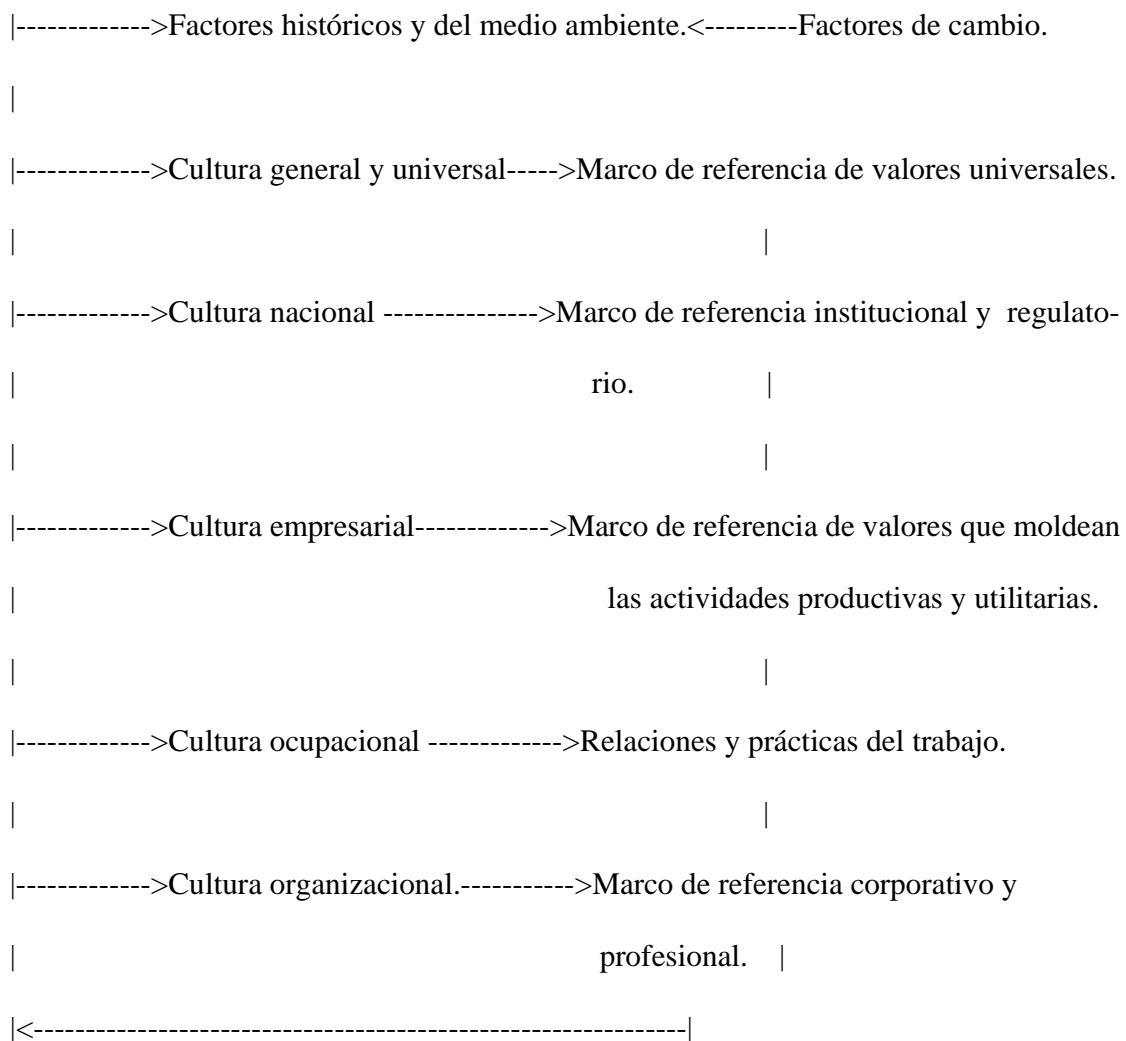 |------------->Factores históricos y del medio ambiente.<---------Factores de cambio.
|
|------------->Cultura general y universal----->Marco de referencia de valores universales.
| |
|------------->Cultura nacional --------------->Marco de referencia institucional y regulato-
| rio. |
| |
|------------->Cultura empresarial------------->Marco de referencia de valores que moldean
| las actividades productivas y utilitarias.
| |
|------------->Cultura ocupacional ------------->Relaciones y prácticas del trabajo.
| |
|------------->Cultura organizacional.----------->Marco de referencia corporativo y
| profesional. |
|<---------------------------------------------------------------|